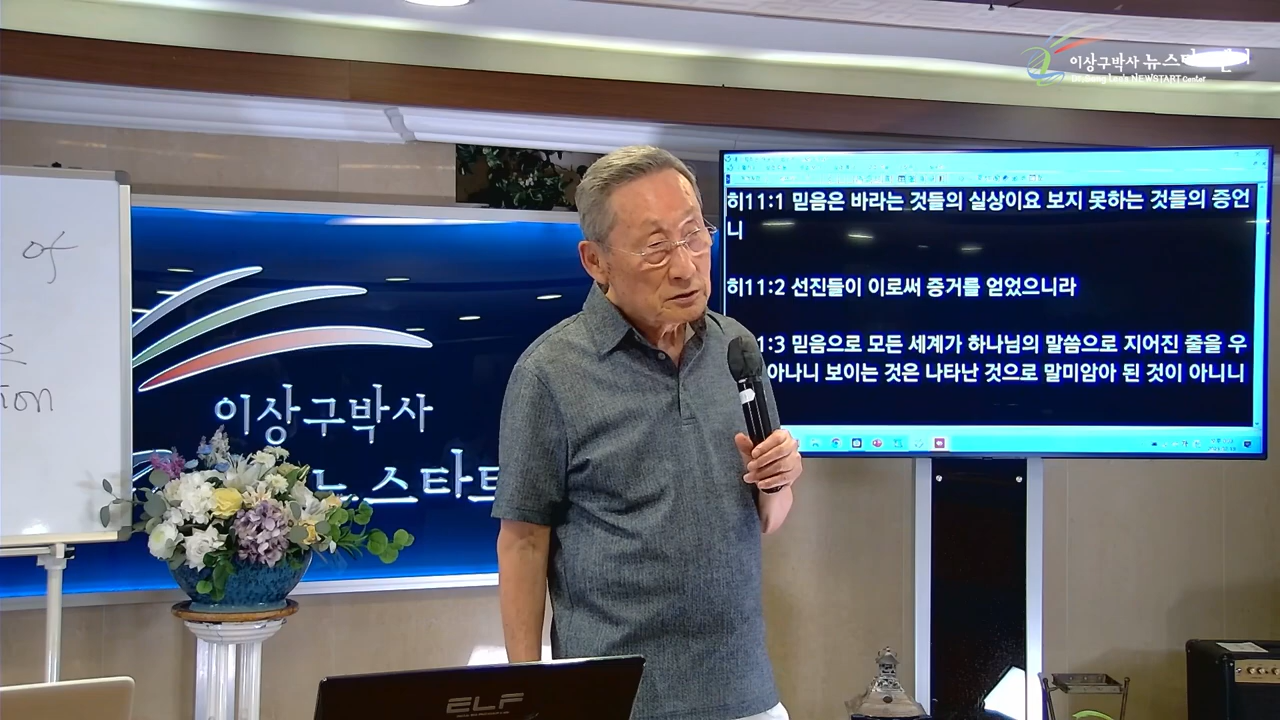 이상구박사 뉴스타
Dr. Sang Lee's NEWSTART Center
of
ion
이상구박사
뉴스타트
히11:1 믿음은 바라는 것들의 실상이요 보지 못하는 것들의 증언
니
히11:2 선진들이 이로써 증거를 얻었으니라
1:3 믿음으로 모든 세계가 하나님의 말씀으로 지어진 줄을 우
아나니 보이는 것은 나타난 것으로 말미암아 된 것이 아니니
ELF